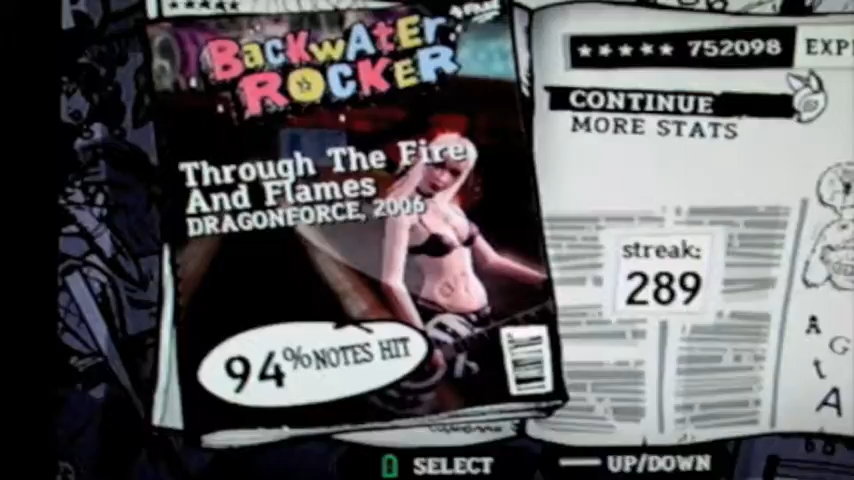 BACKWATER
ROCKER
Through The Fire
And Flames
DRAGONFORCE, 2006
94% NOTES HIT
★★★★★ 752098 EXP
CONTINUE
MORE STATS
streak:
289
A
G
t
A
SELECT
UP/DOWN